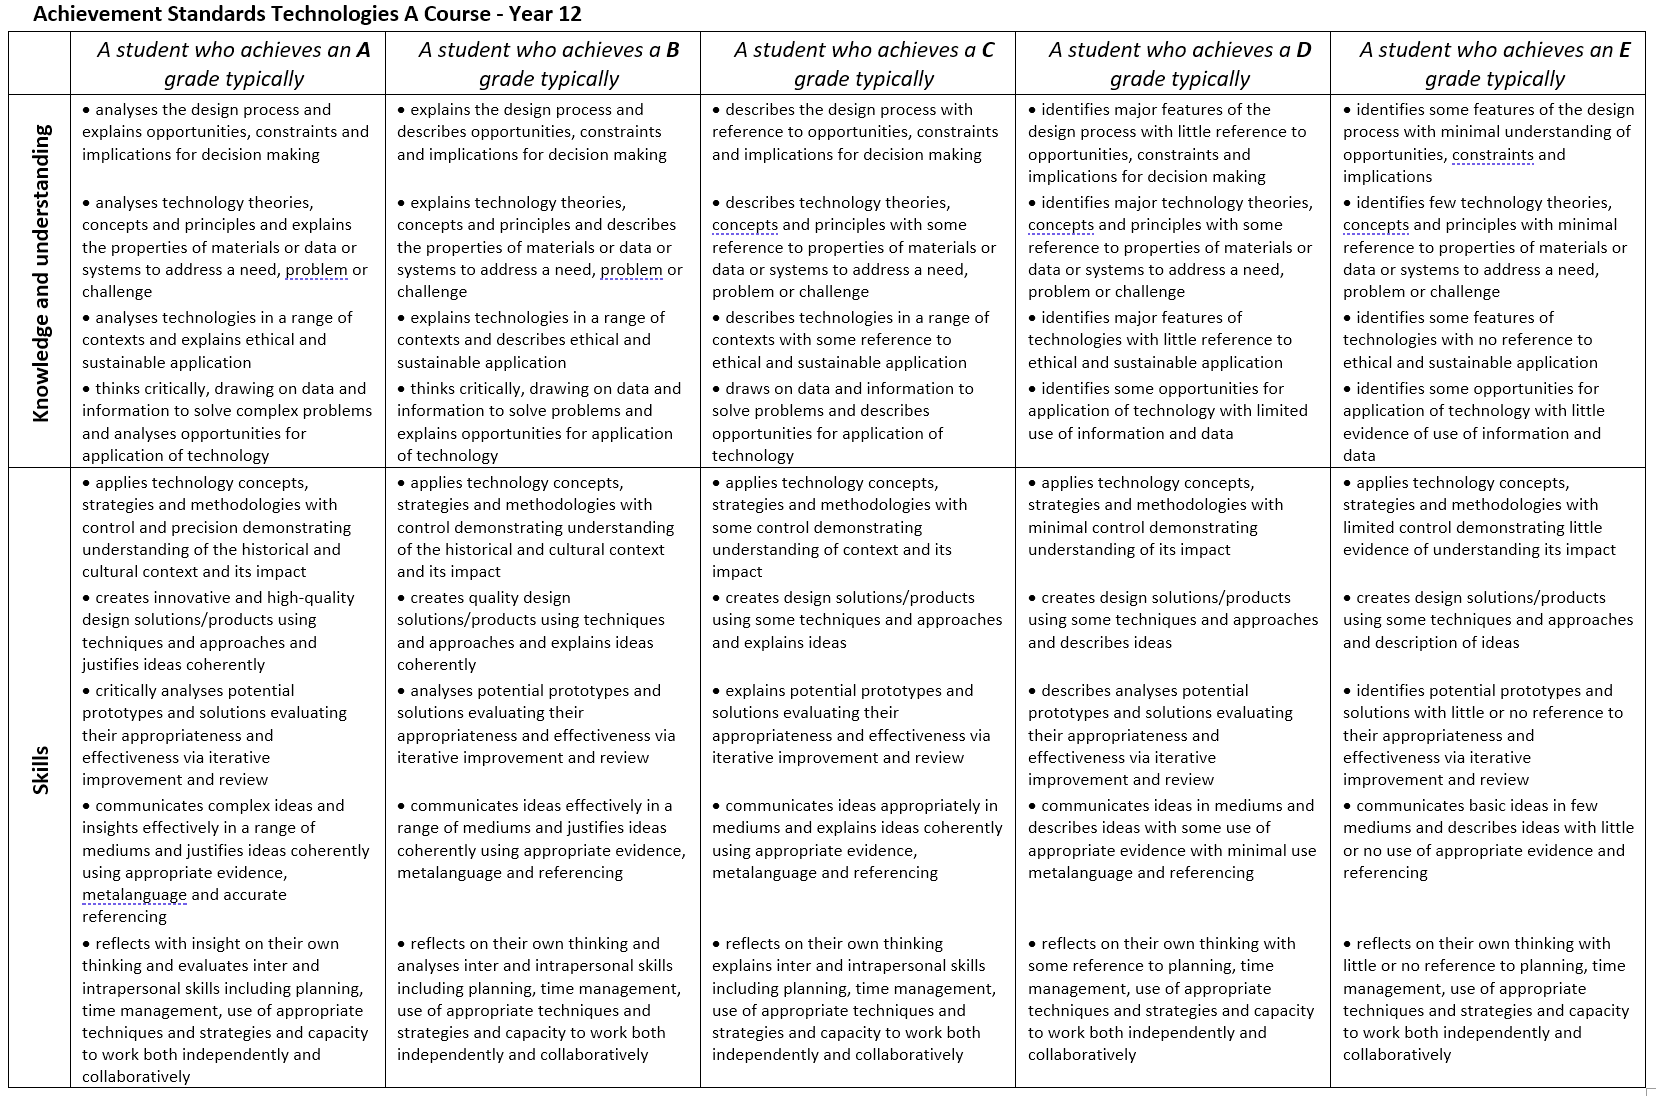 Achievement Standards Technologies A Course - Year 12
A student who achieves an A
grade typically
A student who achieves a B
grade typically
A student who achieves a C
grade typically
A student who achieves a D
grade typically
A student who achieves an E
grade typically
Knowledge and understanding
• analyses the design process and
explains opportunities, constraints and
implications for decision making
• explains the design process and
describes opportunities, constraints
and implications for decision making
• describes the design process with
reference to opportunities, constraints
and implications for decision making
• identifies major features of the
design process with little reference to
opportunities, constraints and
implications for decision making
• identifies some features of the design
process with minimal understanding of
opportunities, constraints and
implications
• analyses technology theories,
concepts and principles and explains
the properties of materials or data or
systems to address a need, problem or
challenge
• explains technology theories,
concepts and principles and describes
the properties of materials or data or
systems to address a need, problem or
challenge
• describes technology theories,
concepts and principles with some
reference to properties of materials or
data or systems to address a need,
problem or challenge
• identifies major technology theories,
concepts and principles with some
reference to properties of materials or
data or systems to address a need,
problem or challenge
• identifies few technology theories,
concepts and principles with minimal
reference to properties of materials or
data or systems to address a need,
problem or challenge
• analyses technologies in a range of
contexts and explains ethical and
sustainable application
• explains technologies in a range of
contexts and describes ethical and
sustainable application
• describes technologies in a range of
contexts with some reference to
ethical and sustainable application
• identifies major features of
technologies with little reference to
ethical and sustainable application
• identifies some features of
technologies with no reference to
ethical and sustainable application
• thinks critically, drawing on data and
information to solve complex problems
and analyses opportunities for
application of technology
• thinks critically, drawing on data and
information to solve problems and
explains opportunities for application
of technology
• draws on data and information to
solve problems and describes
opportunities for application of
technology
• identifies some opportunities for
application of technology with limited
use of information and data
• identifies some opportunities for
application of technology with little
evidence of use of information and
data
Skills
• applies technology concepts,
strategies and methodologies with
control and precision demonstrating
understanding of the historical and
cultural context and its impact
• applies technology concepts,
strategies and methodologies with
control demonstrating understanding
of the historical and cultural context
and its impact
• applies technology concepts,
strategies and methodologies with
some control demonstrating
understanding of context and its
impact
• applies technology concepts,
strategies and methodologies with
minimal control demonstrating
understanding of its impact
• applies technology concepts,
strategies and methodologies with
limited control demonstrating little
evidence of understanding its impact
• creates innovative and high-quality
design solutions/products using
techniques and approaches and
justifies ideas coherently
• creates quality design
solutions/products using techniques
and approaches and explains ideas
coherently
• creates design solutions/products
using some techniques and approaches
and explains ideas
• creates design solutions/products
using some techniques and approaches
and describes ideas
• creates design solutions/products
using some techniques and approaches
and description of ideas
• critically analyses potential
prototypes and solutions evaluating
their appropriateness and
effectiveness via iterative
improvement and review
• analyses potential prototypes and
solutions evaluating their
appropriateness and effectiveness via
iterative improvement and review
• explains potential prototypes and
solutions evaluating their
appropriateness and effectiveness via
iterative improvement and review
• describes analyses potential
prototypes and solutions evaluating
their appropriateness and
effectiveness via iterative
improvement and review
• identifies potential prototypes and
solutions with little or no reference to
their appropriateness and
effectiveness via iterative
improvement and review
• communicates complex ideas and
insights effectively in a range of
mediums and justifies ideas coherently
using appropriate evidence,
metalanguage and accurate
referencing
• communicates ideas effectively in a
range of mediums and justifies ideas
coherently using appropriate evidence,
metalanguage and referencing
• communicates ideas appropriately in
mediums and explains ideas coherently
using appropriate evidence,
metalanguage and referencing
• communicates ideas in mediums and
describes ideas with some use of
appropriate evidence with minimal use
metalanguage and referencing
• communicates basic ideas in few
mediums and describes ideas with little
or no use of appropriate evidence and
referencing
• reflects with insight on their own
thinking and evaluates inter and
intrapersonal skills including planning,
time management, use of appropriate
techniques and strategies and capacity
to work both independently and
collaboratively
• reflects on their own thinking and
analyses inter and intrapersonal skills
including planning, time management,
use of appropriate techniques and
strategies and capacity to work both
independently and collaboratively
• reflects on their own thinking
explains inter and intrapersonal skills
including planning, time management,
use of appropriate techniques and
strategies and capacity to work both
independently and collaboratively
• reflects on their own thinking with
some reference to planning, time
management, use of appropriate
techniques and strategies and capacity
to work both independently and
collaboratively
• reflects on their own thinking with
little or no reference to planning, time
management, use of appropriate
techniques and strategies and capacity
to work both independently and
collaboratively